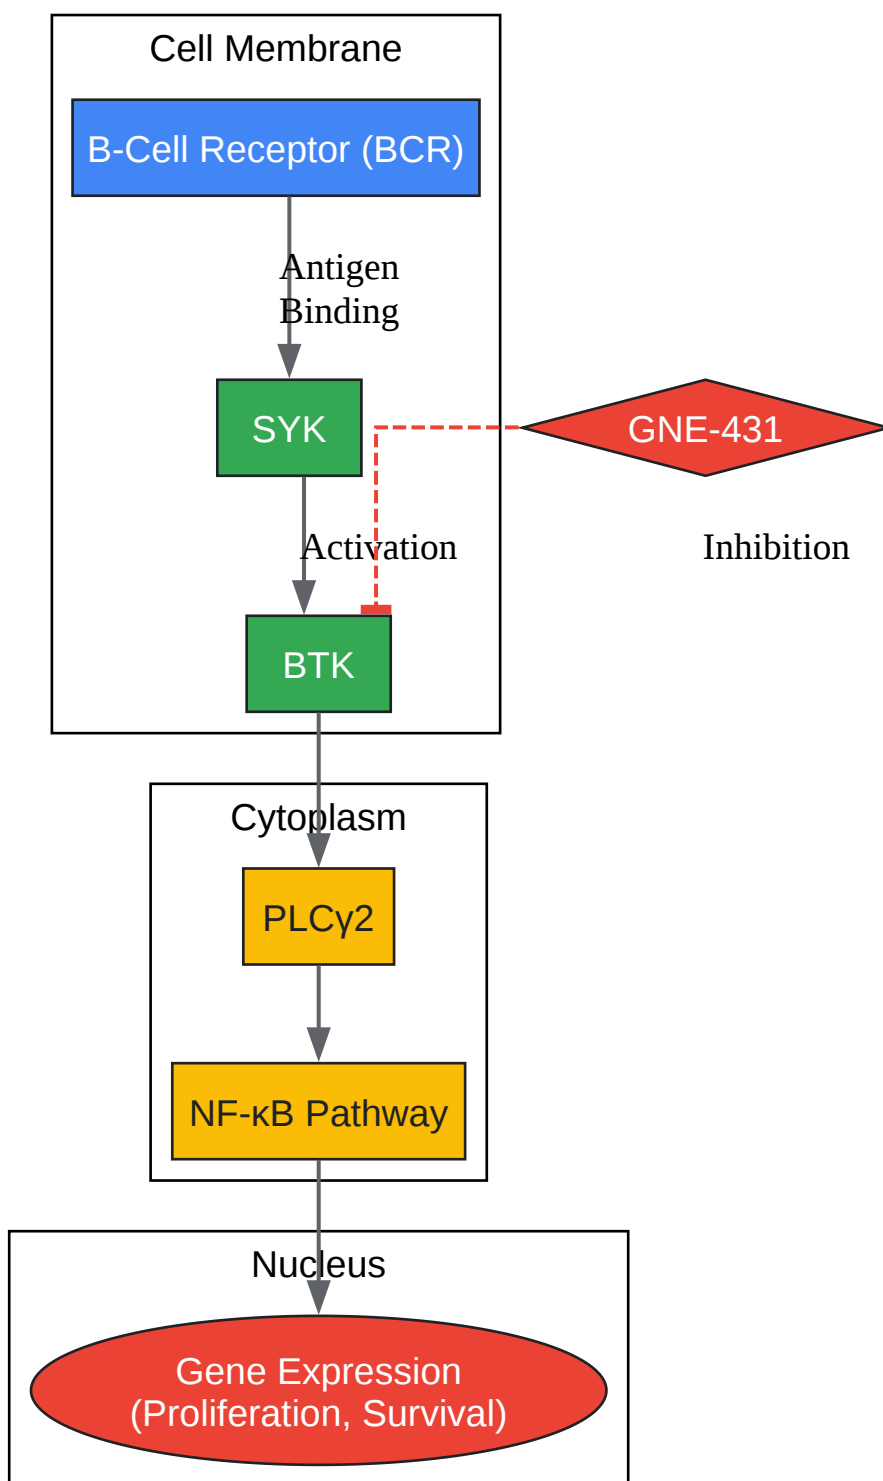 Cell Membrane
B-Cell Receptor (BCR)
Antigen
Binding
SYK
GNE-431
Activation
Inhibition
BTK
Cytoplasm
PLCγ2
NF-κB Pathway
Nucleus
Gene Expression
(Proliferation, Survival)